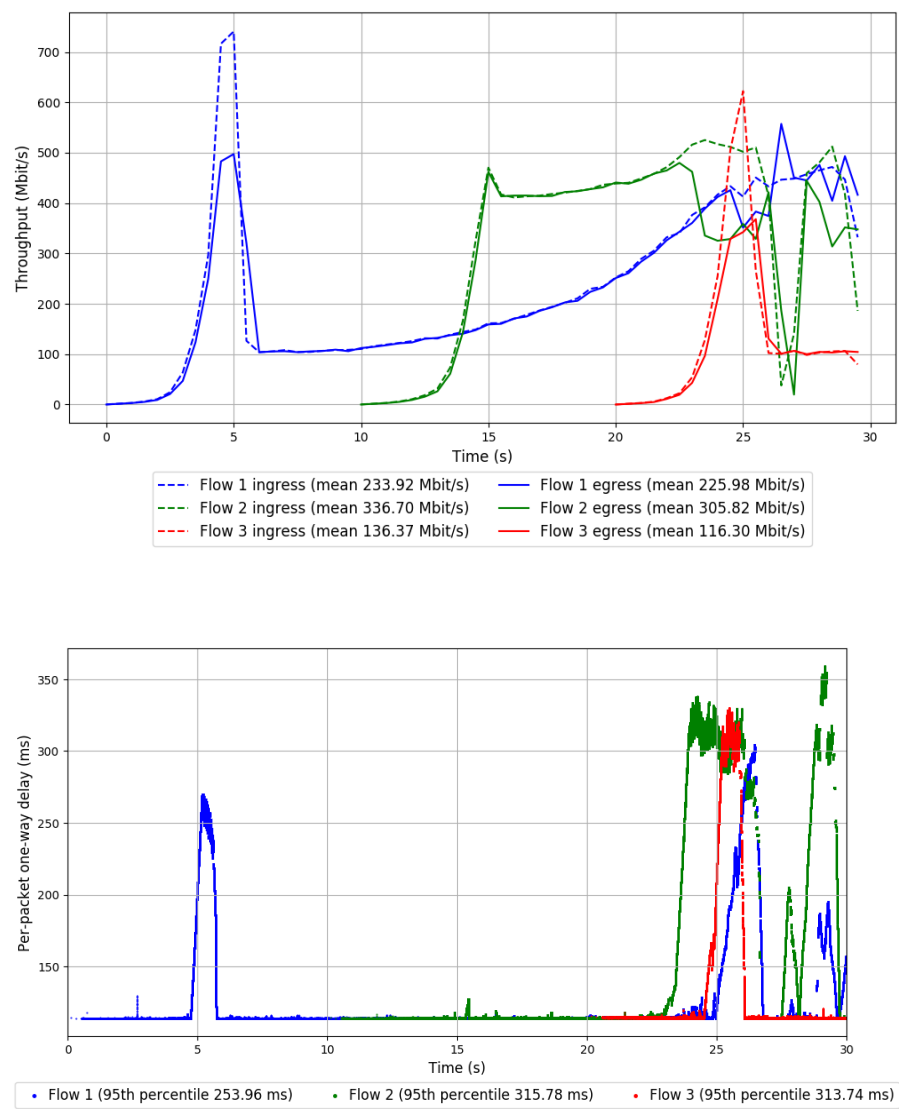 700
600
500
400
300
200
100
0
Throughput (Mbit/s)
0 5 10 15 20 25 30
Time (s)
Flow 1 ingress (mean 233.92 Mbit/s) Flow 1 egress (mean 225.98 Mbit/s)
Flow 2 ingress (mean 336.70 Mbit/s) Flow 2 egress (mean 305.82 Mbit/s)
Flow 3 ingress (mean 136.37 Mbit/s) Flow 3 egress (mean 116.30 Mbit/s)
350
300
250
200
150
Per-packet one-way delay (ms)
0 5 10 15 20 25 30
Time (s)
Flow 1 (95th percentile 253.96 ms) Flow 2 (95th percentile 315.78 ms) Flow 3 (95th percentile 313.74 ms)